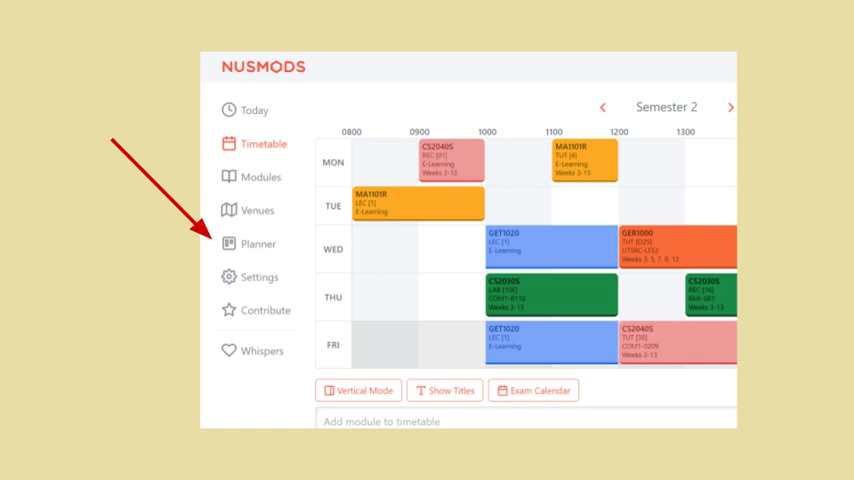 NUSMODS
Today
Timetable
Modules
Venues
Planner
Settings
Contribute
Whispers
Semester 2
0800 0900 1000 1100 1200 1300
MON
CS2040S
REC [01]
E-Learning
Weeks 3-13
MA1101R
TUT [4]
E-Learning
Weeks 3-13
TUE
MA1101R
LEC [1]
E-Learning
WED
GET1020
LEC [1]
E-Learning
GER1000
TUT [D25]
UTSRC-LT53
Weeks 3, 5, 7, 9, 13
THU
CS2030S
LAB [10E]
COM1-B110
Weeks 3-13
CS2030S
REC [16]
RMI-SR1
Weeks 3-13
FRI
GET1020
LEC [1]
E-Learning
CS2040S
TUT [38]
COM1-0209
Weeks 3-13
Vertical Mode
Show Titles
Exam Calendar
Add module to timetable